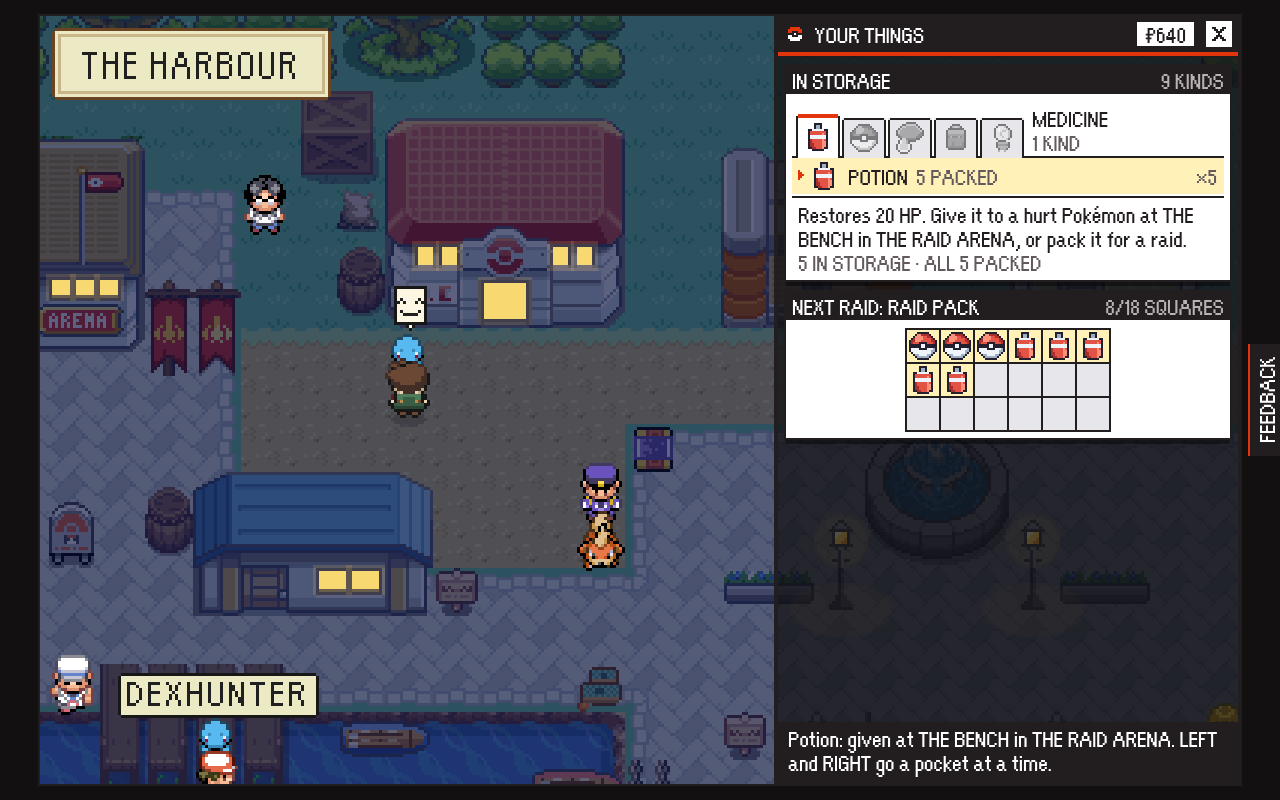 THE HARBOUR
YOUR THINGS
₽640
X
IN STORAGE
9 KINDS
MEDICINE
1 KIND
POTION 5 PACKED
×5
Restores 20 HP. Give it to a hurt Pokémon at THE
BENCH in THE RAID ARENA, or pack it for a raid.
5 IN STORAGE · ALL 5 PACKED
NEXT RAID: RAID PACK
8/18 SQUARES
FEEDBACK
ARENA
DEXHUNTER
Potion: given at THE BENCH in THE RAID ARENA. LEFT
and RIGHT go a pocket at a time.